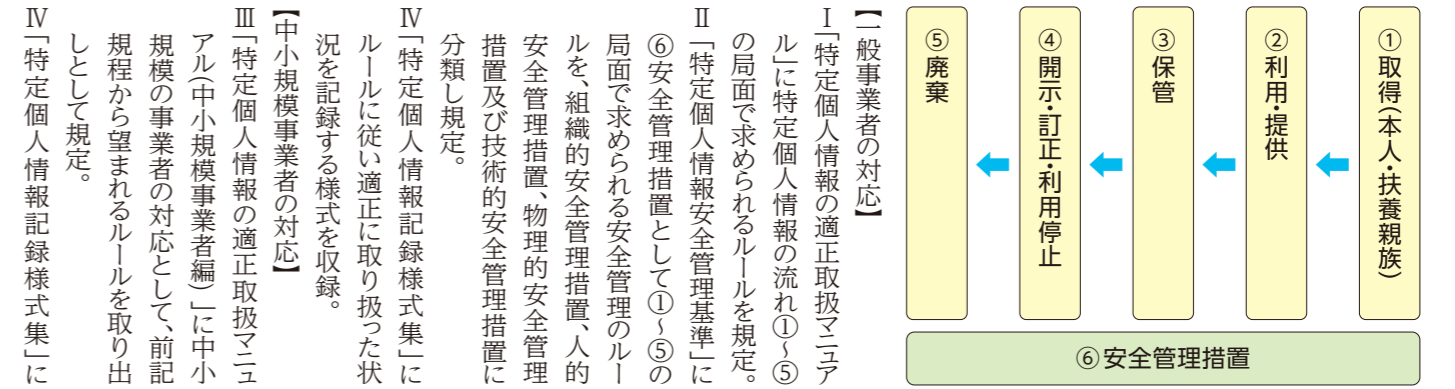 ①取得(本人・扶養親族)
②利用・提供
③保管
④開示・訂正・利用停止
⑤廃棄
⑥安全管理措置
【一般事業者の対応】
Ⅰ「特定個人情報の適正取扱マニュア
ル」に特定個人情報の流れ①～⑤
の局面で求められるルールを規定。
Ⅱ「特定個人情報安全管理基準」に
⑥安全管理措置として①～⑤の
局面で求められる安全管理のルー
ルを、組織的安全管理措置、人的
安全管理措置、物理的安全管理
措置及び技術的安全管理措置に
分類し規定。
Ⅳ「特定個人情報記録様式集」に
ルールに従い適正に取り扱った状
況を記録する様式を収録。
【中小規模事業者の対応】
Ⅲ「特定個人情報の適正取扱マニュ
アル(中小規模事業者編)」に中小
規模の事業者の対応として、前記
規程から望まれるルールを取り出
しとして規定。
Ⅳ「特定個人情報記録様式集」に